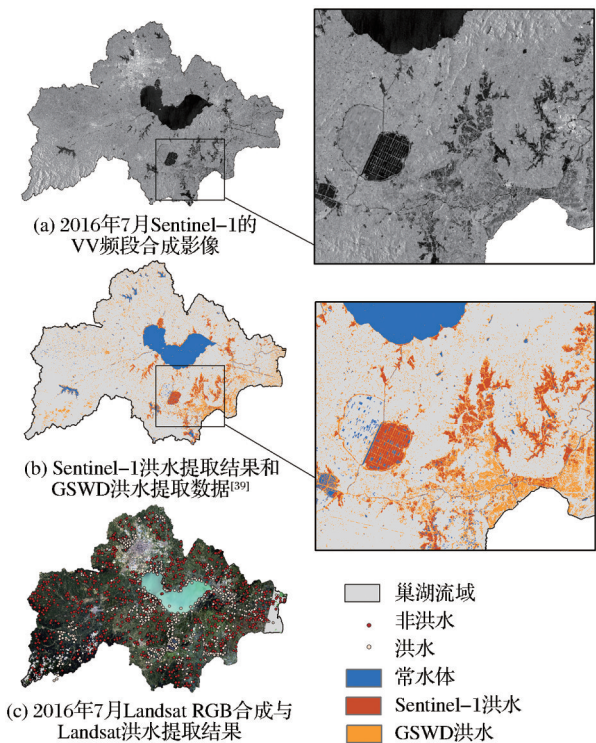 (a) 2016年7月Sentinel-1的
VV频段合成影像
(b) Sentinel-1洪水提取结果和
GSWD洪水提取数据[39]
(c) 2016年7月Landsat RGB合成与
Landsat洪水提取结果
巢湖流域
非洪水
洪水
常水体
Sentinel-1洪水
GSWD洪水